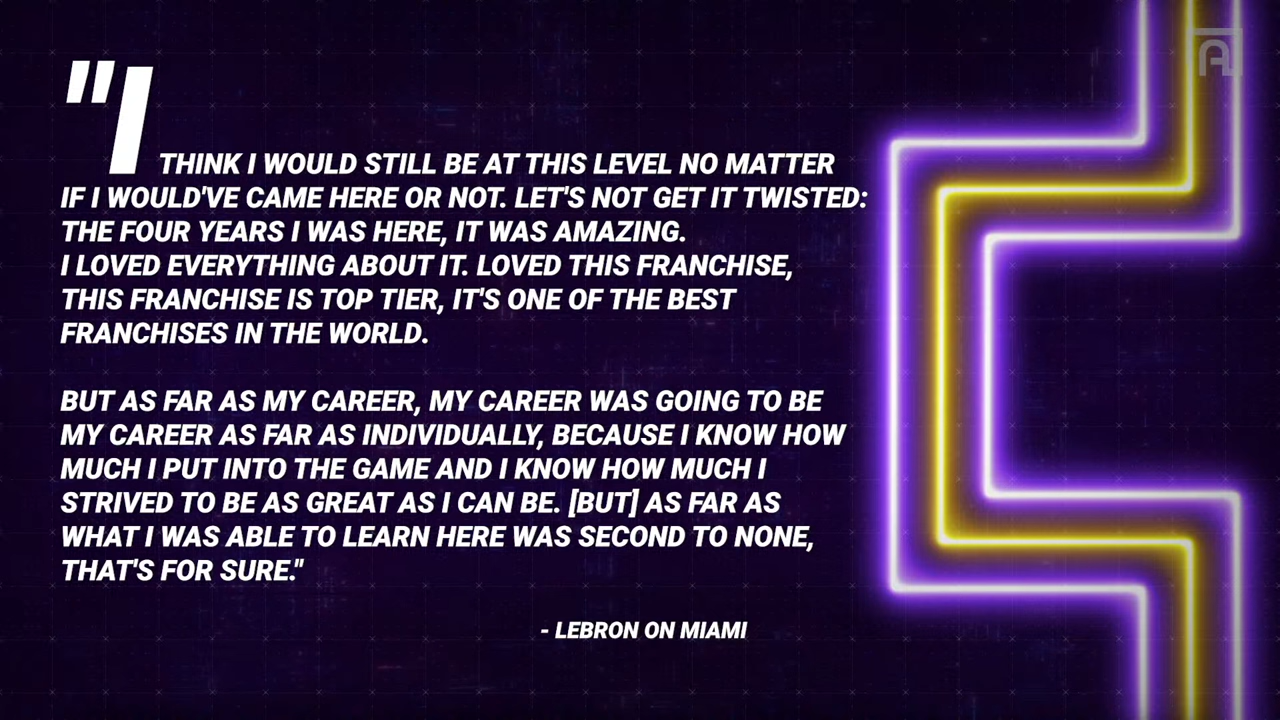 "I THINK I WOULD STILL BE AT THIS LEVEL NO MATTER
IF I WOULD'VE CAME HERE OR NOT. LET'S NOT GET IT TWISTED:
THE FOUR YEARS I WAS HERE, IT WAS AMAZING.
I LOVED EVERYTHING ABOUT IT. LOVED THIS FRANCHISE,
THIS FRANCHISE IS TOP TIER, IT'S ONE OF THE BEST
FRANCHISES IN THE WORLD.
BUT AS FAR AS MY CAREER, MY CAREER WAS GOING TO BE
MY CAREER AS FAR AS INDIVIDUALLY, BECAUSE I KNOW HOW
MUCH I PUT INTO THE GAME AND I KNOW HOW MUCH I
STRIVED TO BE AS GREAT AS I CAN BE. [BUT] AS FAR AS
WHAT I WAS ABLE TO LEARN HERE WAS SECOND TO NONE,
THAT'S FOR SURE."
- LEBRON ON MIAMI